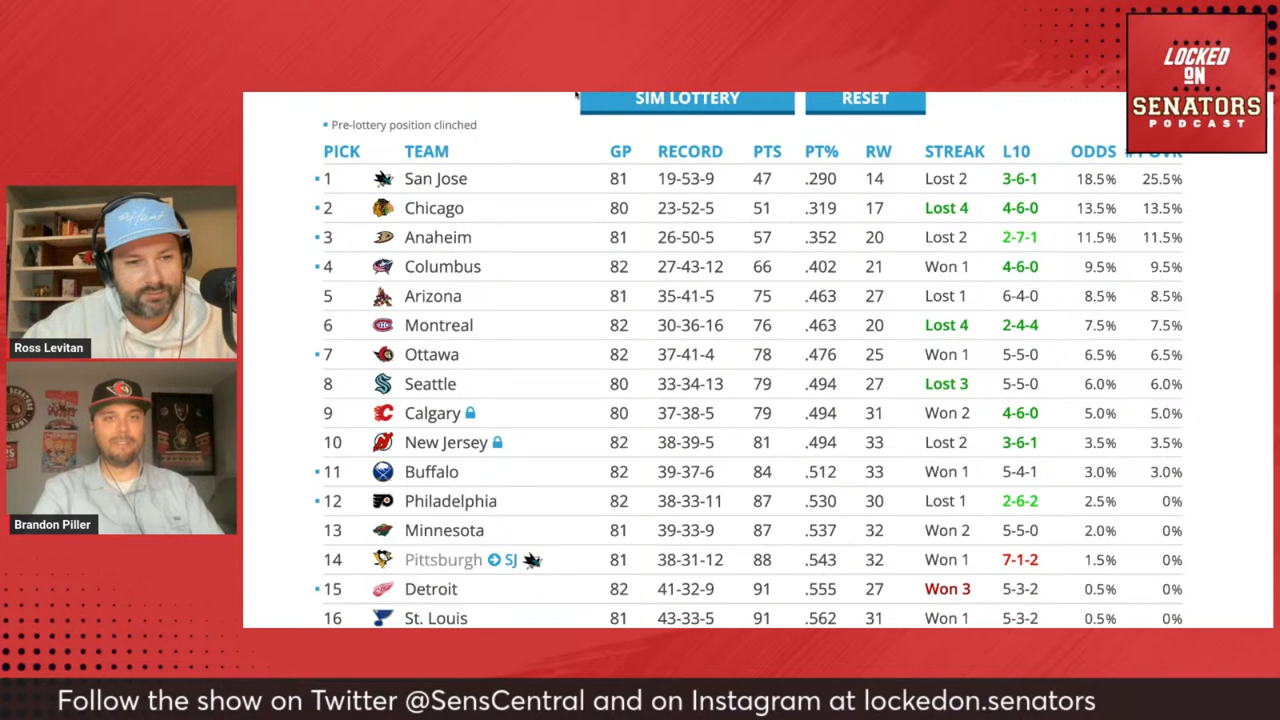 LOCKED
ON
SENATORS
PODCAST
SIM LOTTERY RESET
Pre-lottery position clinched
PICK TEAM GP RECORD PTS PT% RW STREAK L10 ODDS
1 San Jose 81 19-53-9 47 .290 14 Lost 2 3-6-1 18.5% 25.5%
2 Chicago 80 23-52-5 51 .319 17 Lost 4 4-6-0 13.5% 13.5%
3 Anaheim 81 26-50-5 57 .352 20 Lost 2 2-7-1 11.5% 11.5%
4 Columbus 82 27-43-12 66 .402 21 Won 1 4-6-0 9.5% 9.5%
5 Arizona 81 35-41-5 75 .463 27 Lost 1 6-4-0 8.5% 8.5%
6 Montreal 82 30-36-16 76 .463 20 Lost 4 2-4-4 7.5% 7.5%
7 Ottawa 82 37-41-4 78 .476 25 Won 1 5-5-0 6.5% 6.5%
8 Seattle 80 33-34-13 79 .494 27 Lost 3 5-5-0 6.0% 6.0%
9 Calgary 80 37-38-5 79 .494 31 Won 2 4-6-0 5.0% 5.0%
10 New Jersey 82 38-39-5 81 .494 33 Lost 2 3-6-1 3.5% 3.5%
11 Buffalo 82 39-37-6 84 .512 33 Won 1 5-4-1 3.0% 3.0%
12 Philadelphia 82 38-33-11 87 .530 30 Lost 1 2-6-2 2.5% 0%
13 Minnesota 81 39-33-9 87 .537 32 Won 2 5-5-0 2.0% 0%
14 Pittsburgh SJ 81 38-31-12 88 .543 32 Won 1 7-1-2 1.5% 0%
15 Detroit 82 41-32-9 91 .555 27 Won 3 5-3-2 0.5% 0%
16 St. Louis 81 43-33-5 91 .562 31 Won 1 5-3-2 0.5% 0%
Ross Levitan
Brandon Piller
Follow the show on Twitter @SensCentral and on Instagram at lockedon.senators